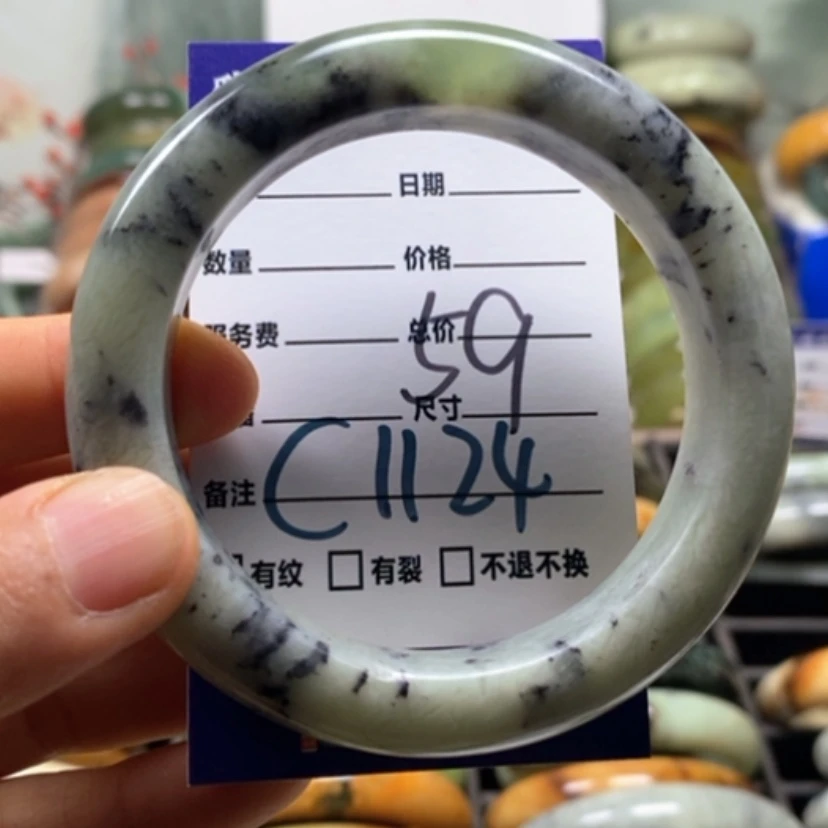 日期
数量 价格
服务费 总价
59
尺寸
备注 C1124
有纹 有裂 不退不换